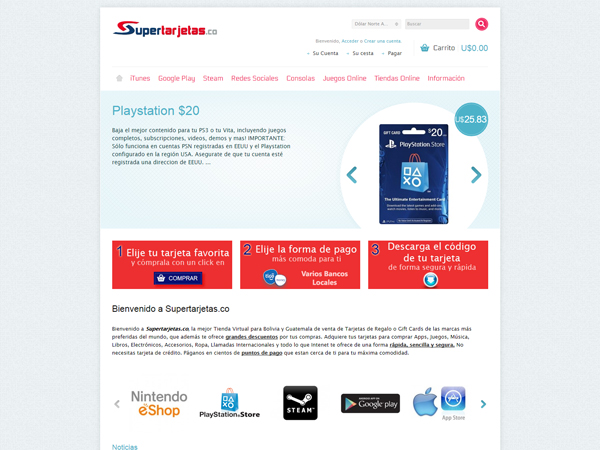 Supertarjetas.co
Dólar Norte A...
Buscar
Bienvenido, Acceder o Crear una cuenta.
Su Cuenta
Su cesta
Pagar
Carrito U$0.00
iTunes Google Play Steam Redes Sociales Consolas Juegos Online Tiendas Online Información
Playstation $20
Baja el mejor contenido para tu PS3 o tu Vita, incluyendo juegos
completos, subscripciones, videos, demos y mas! IMPORTANTE:
Sólo funciona en cuentas PSN registradas en EEUU y el Playstation
configurado en la región USA. Asegurate de que tu cuenta esté
registrada una direccion de EEUU. ...
U$25.83
GIFT CARD
$20
PlayStation Store
The Ultimate Entertainment Card
1 Elije tu tarjeta favorita
y cómprala con un click en
COMPRAR
2 Elije la forma de pago
más comoda para ti
Varios Bancos
Locales
3 Descarga el código
de tu tarjeta
de forma segura y rápida
Bienvenido a Supertarjetas.co
Bienvenido a Supertarjetas.co, la mejor Tienda Virtual para Bolivia y Guatemala de venta de Tarjetas de Regalo o Gift Cards de las marcas más
preferidas del mundo, que además te ofrece grandes descuentos por tus compras. Adquiere tus tarjetas para comprar Apps, Juegos, Música,
Libros, Electrónicos, Accesorios, Ropa, Llamadas Internacionales y todo lo que Intenet te ofrece de una forma rápida, sencilla y segura. No
necesitas tarjeta de crédito. Páganos en cientos de puntos de pago que estan cerca de ti para tu máxima comodidad.
Nintendo
eShop
PlayStation Store
STEAM
Google play
App Store
Noticias